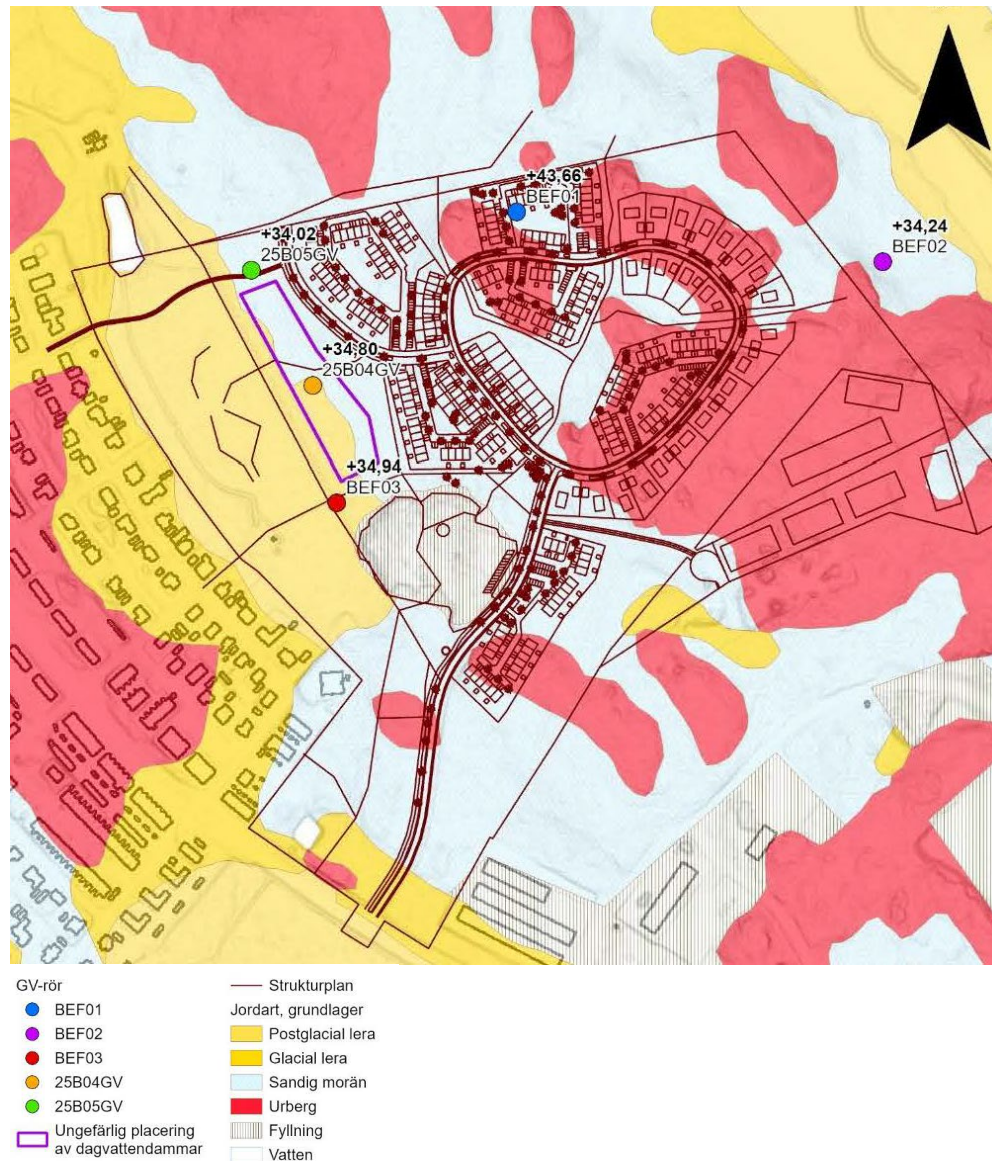 +43,66
BEF01
+34,24
BEF02
+34,02
25B05GV
+34,80
25B04GV
+34,94
BEF03
GV-rör
BEF01
BEF02
BEF03
25B04GV
25B05GV
Ungefärlig placering
av dagvattendammar
Strukturplan
Jordart, grundlager
Postglacial lera
Glacial lera
Sandig morän
Urberg
Fyllning
Vatten